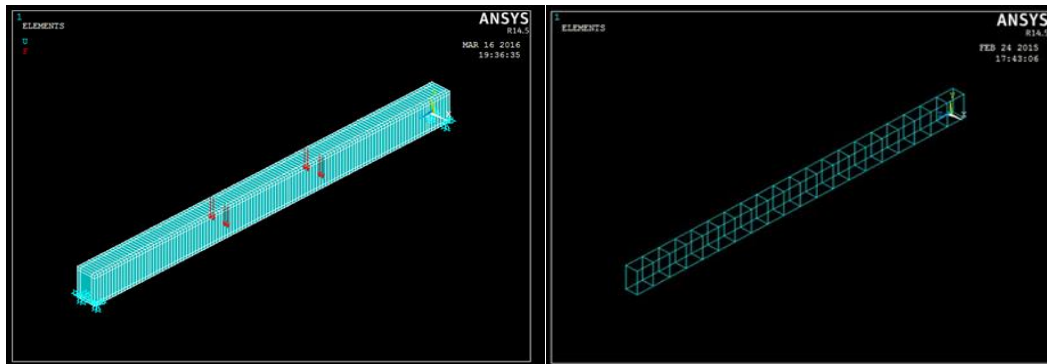 1
ELEMENTS
U
F
ANSYS
R14.5
MAR 16 2016
19:36:35
1
ELEMENTS
ANSYS
R14.5
FEB 24 2015
17:43:06